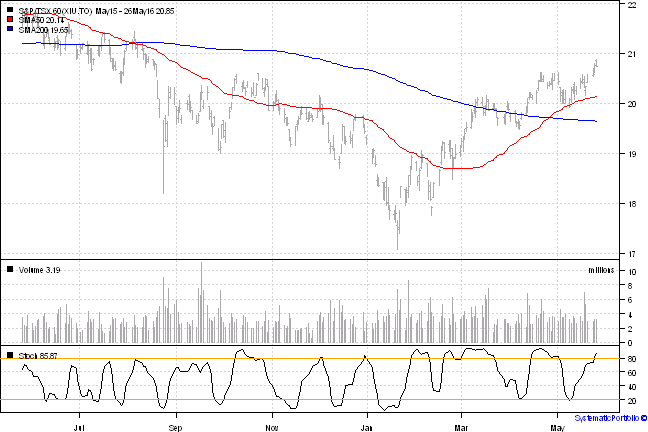 S&P/TSX 60(XIU.TO) May15 - 26May16 20.85
SMA50 20.14
SMA200 19.65
22
21
20
19
18
17
Volume 3.19
millions
10
8
6
4
2
0
Stoch 85.87
80
60
40
20
Jul Sep Nov Jan Mar May
SystematicPortfolio ©